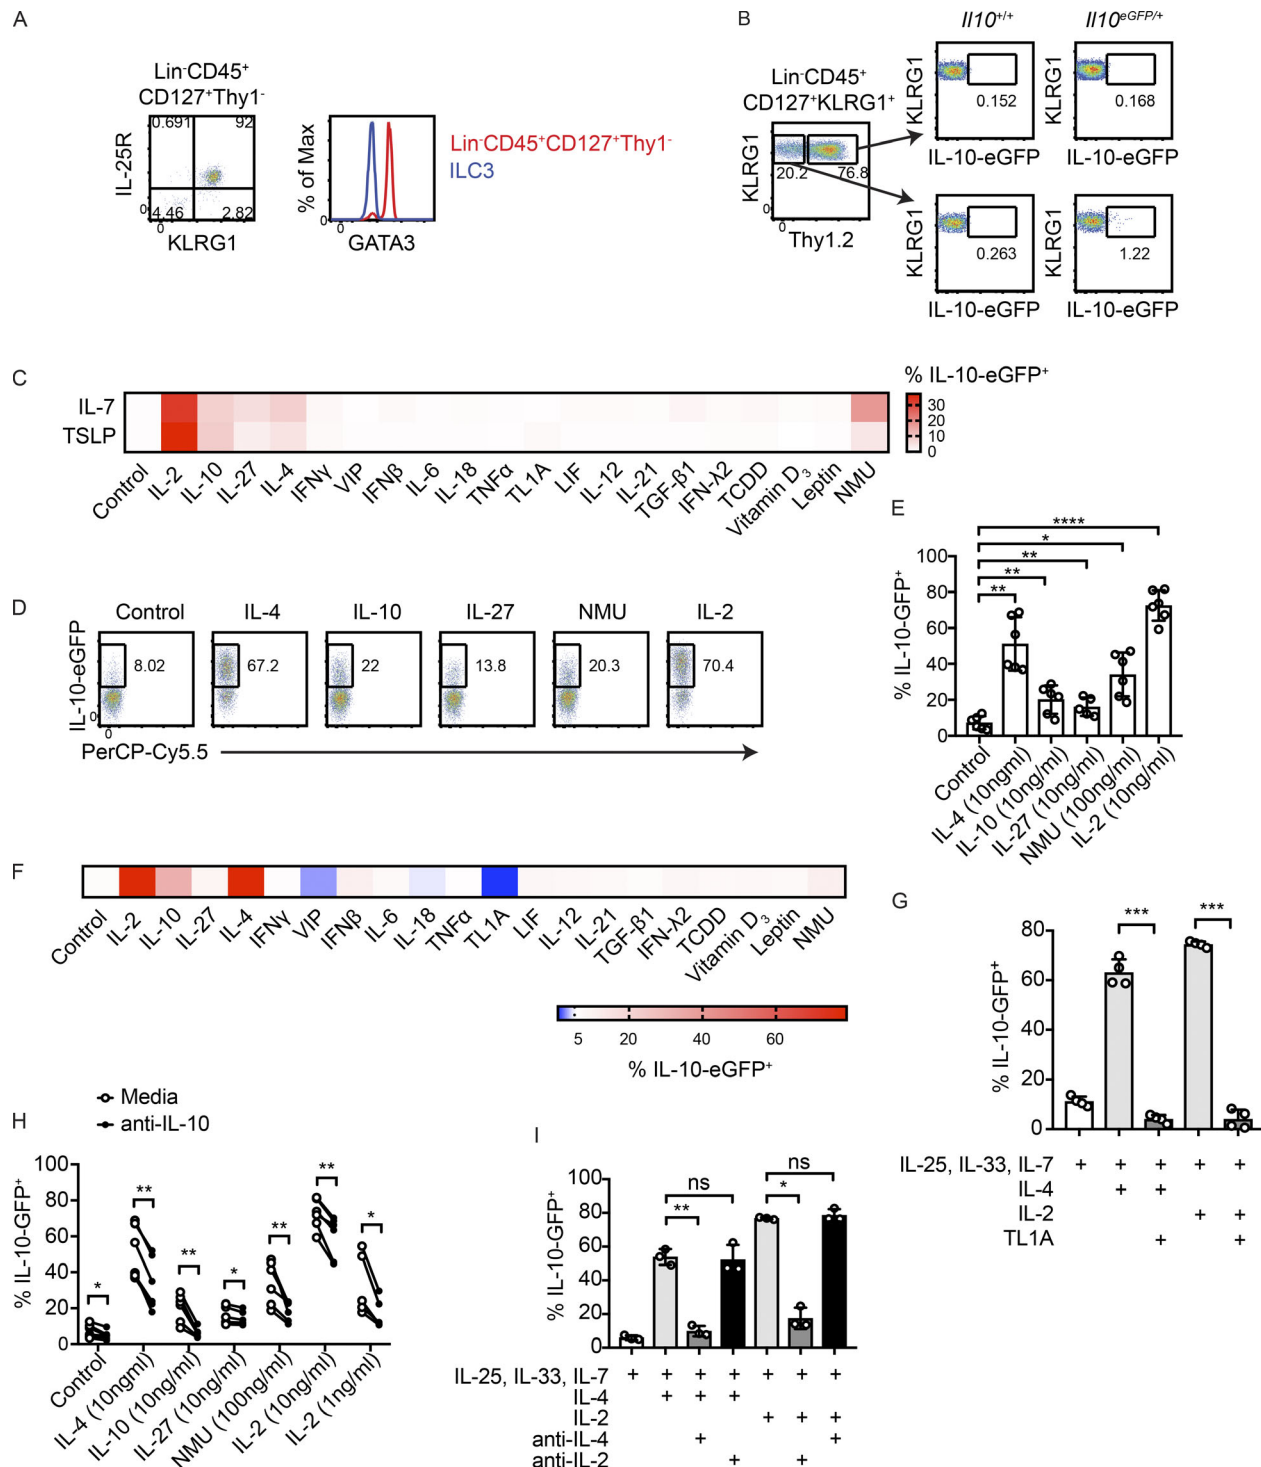 A
Lin-CD45+
CD127+Thy1-
0.691 92
4.46 2.82
IL-25R
0
0
KLRG1
% of Max
0
0
GATA3
Lin-CD45+CD127+Thy1-
ILC3
B
Lin-CD45+
CD127+KLRG1+
KLRG1
20.2 76.8
0
0
Thy1.2
Il10+/+
Il10eGFP/+
KLRG1
0.152
IL-10-eGFP
KLRG1
0.168
IL-10-eGFP
KLRG1
0.263
IL-10-eGFP
KLRG1
1.22
IL-10-eGFP
C
IL-7
TSLP
Control
IL-2
IL-10
IL-27
IL-4
IFNγ
VIP
IFNβ
IL-6
IL-18
TNFα
TL1A
LIF
IL-12
IL-21
TGF-β1
IFN-λ2
TCDD
Vitamin D3
Leptin
NMU
% IL-10-eGFP+
30
20
10
0
D
Control IL-4 IL-10 IL-27 NMU IL-2
IL-10-eGFP
8.02 67.2 22 13.8 20.3 70.4
0
0
PerCP-Cy5.5
E
****
*
**
**
**
% IL-10-GFP+
100
80
60
40
20
0
Control
IL-4 (10ngml)
IL-10 (10ng/ml)
IL-27 (10ng/ml)
NMU (100ng/ml)
IL-2 (10ng/ml)
F
Control
IL-2
IL-10
IL-27
IL-4
IFNγ
VIP
IFNβ
IL-6
IL-18
TNFα
TL1A
LIF
IL-12
IL-21
TGF-β1
IFN-λ2
TCDD
Vitamin D3
Leptin
NMU
5 20 40 60
% IL-10-eGFP+
G
*** ***
% IL-10-GFP+
80
60
40
20
0
IL-25, IL-33, IL-7 + + + + +
IL-4 + +
IL-2 + +
TL1A + +
H
Media
anti-IL-10
% IL-10-GFP+
100
80
60
40
20
0
* ** ** * ** ** *
Control
IL-4 (10ngml)
IL-10 (10ng/ml)
IL-27 (10ng/ml)
NMU (100ng/ml)
IL-2 (10ng/ml)
IL-2 (1ng/ml)
I
ns ns
** *
% IL-10-GFP+
100
80
60
40
20
0
IL-25, IL-33, IL-7 + + + + + + +
IL-4 + + +
IL-2 + + +
anti-IL-4 + +
anti-IL-2 + +